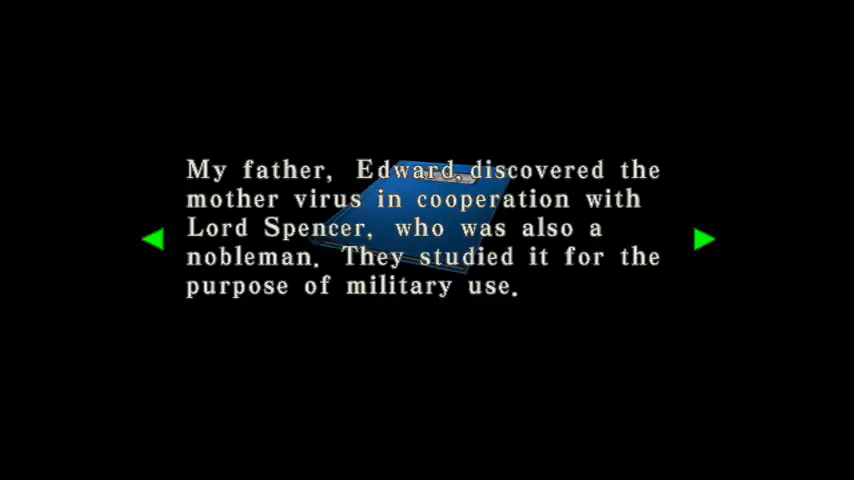 My father, Edward, discovered the
mother virus in cooperation with
Lord Spencer, who was also a
nobleman. They studied it for the
purpose of military use.